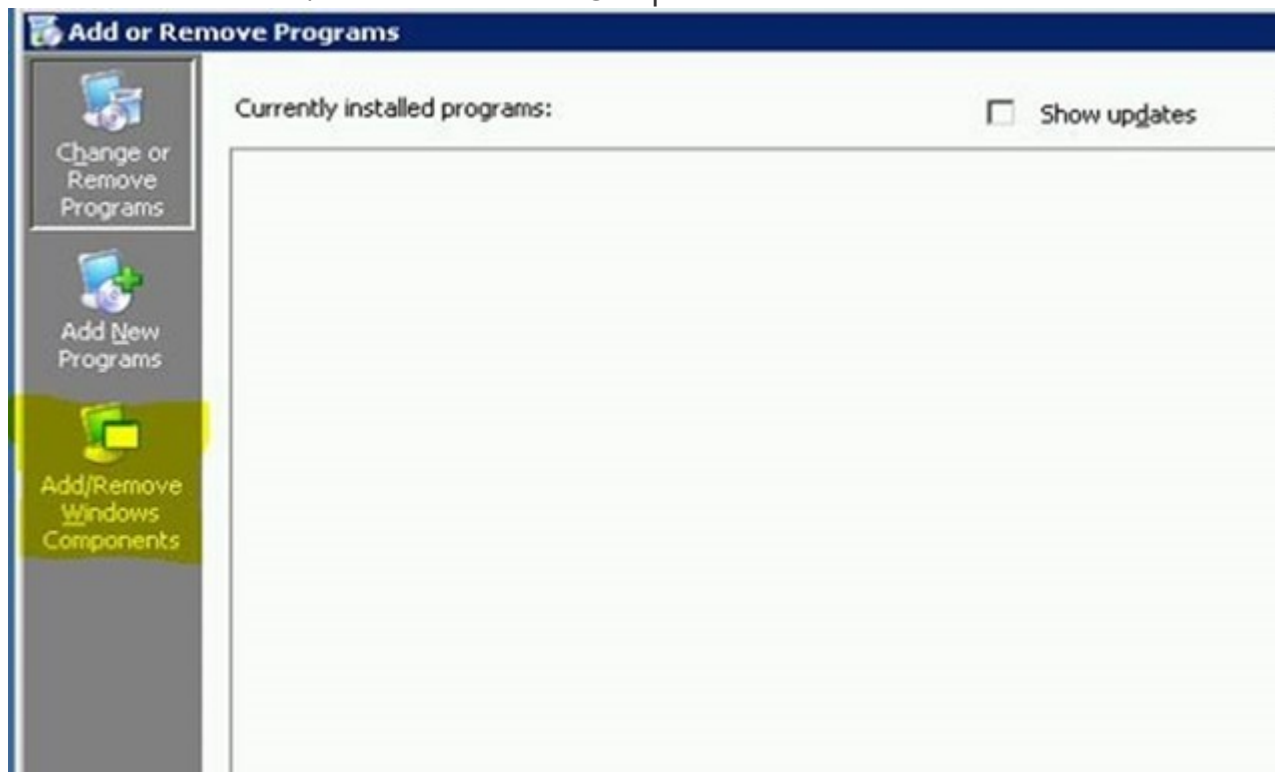 Add or Remove Programs
Change or
Remove
Programs
Currently installed programs:
Show updates
Add New
Programs
Add/Remove
Windows
Components